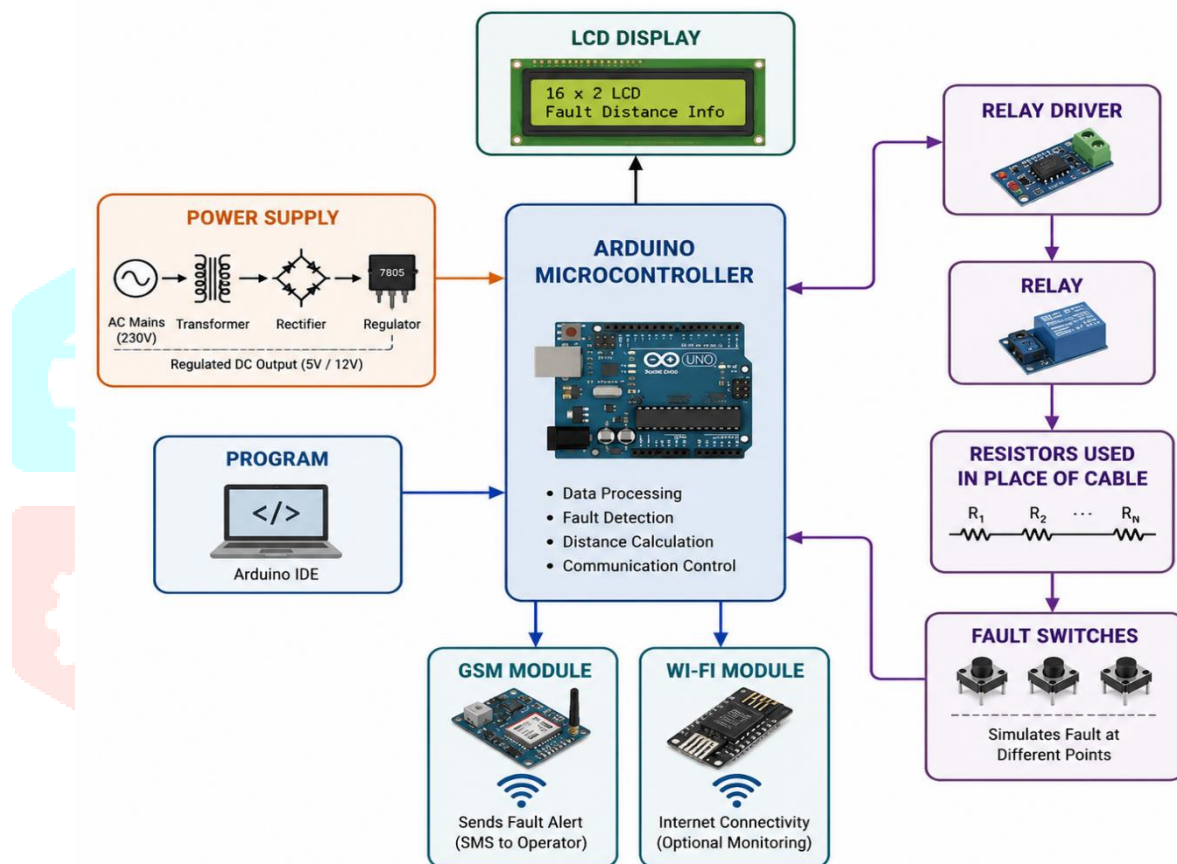 LCD DISPLAY
16 x 2 LCD
Fault Distance Info
RELAY DRIVER
POWER SUPPLY
7805
AC Mains
(230V)
Transformer
Rectifier
Regulator
Regulated DC Output (5V / 12V)
ARDUINO
MICROCONTROLLER
UNO
• Data Processing
• Fault Detection
• Distance Calculation
• Communication Control
RELAY
PROGRAM
</>
Arduino IDE
RESISTORS USED
IN PLACE OF CABLE
R1 R2 ··· RN
FAULT SWITCHES
Simulates Fault at
Different Points
GSM MODULE
Sends Fault Alert
(SMS to Operator)
WI-FI MODULE
Internet Connectivity
(Optional Monitoring)